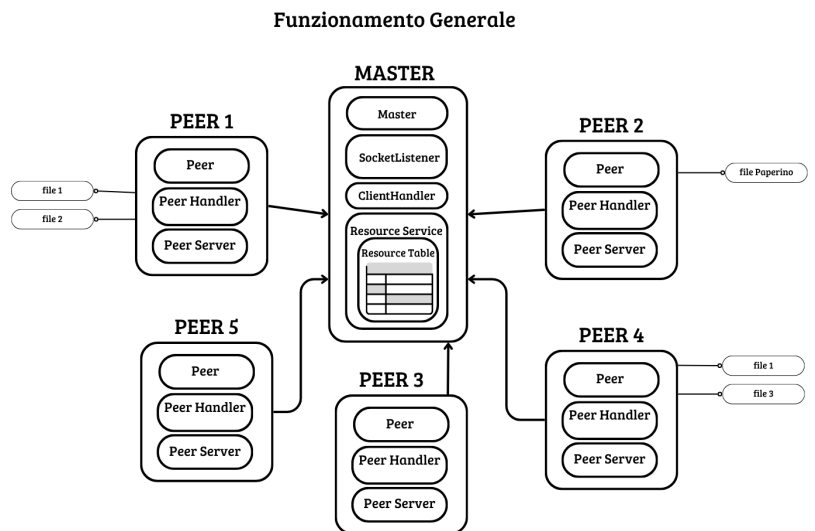 Funzionamento Generale
MASTER
Master
SocketListener
ClientHandler
Resource Service
Resource Table
PEER 1
Peer
Peer Handler
Peer Server
file 1
file 2
PEER 2
Peer
Peer Handler
Peer Server
file Paperino
PEER 5
Peer
Peer Handler
Peer Server
PEER 3
Peer
Peer Handler
Peer Server
PEER 4
Peer
Peer Handler
Peer Server
file 1
file 3